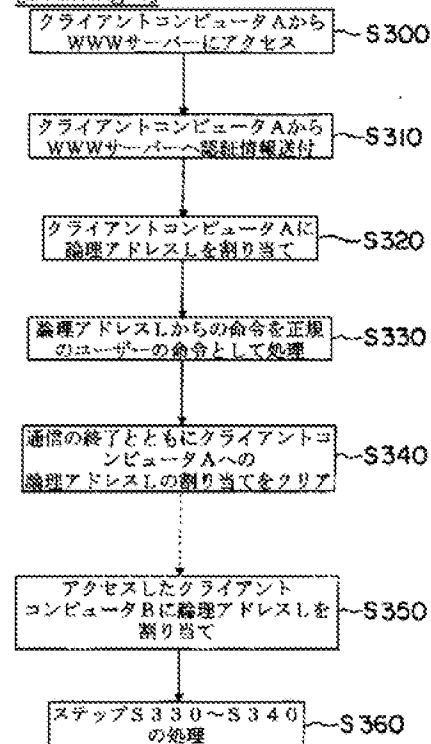 クライアントコンピュータAから
WWWサーバーにアクセス
S300
クライアントコンピュータAから
WWWサーバーへ認証情報送付
S310
クライアントコンピュータAに
論理アドレスLを割り当て
S320
論理アドレスLからの命令を正規
のユーザーの命令として処理
S330
通信の終了とともにクライアントコ
ンピュータAへの
論理アドレスLの割り当てをクリア
S340
アクセスしたクライアント
コンピュータBに論理アドレスLを
割り当て
S350
ステップS330～S340
の処理
S360